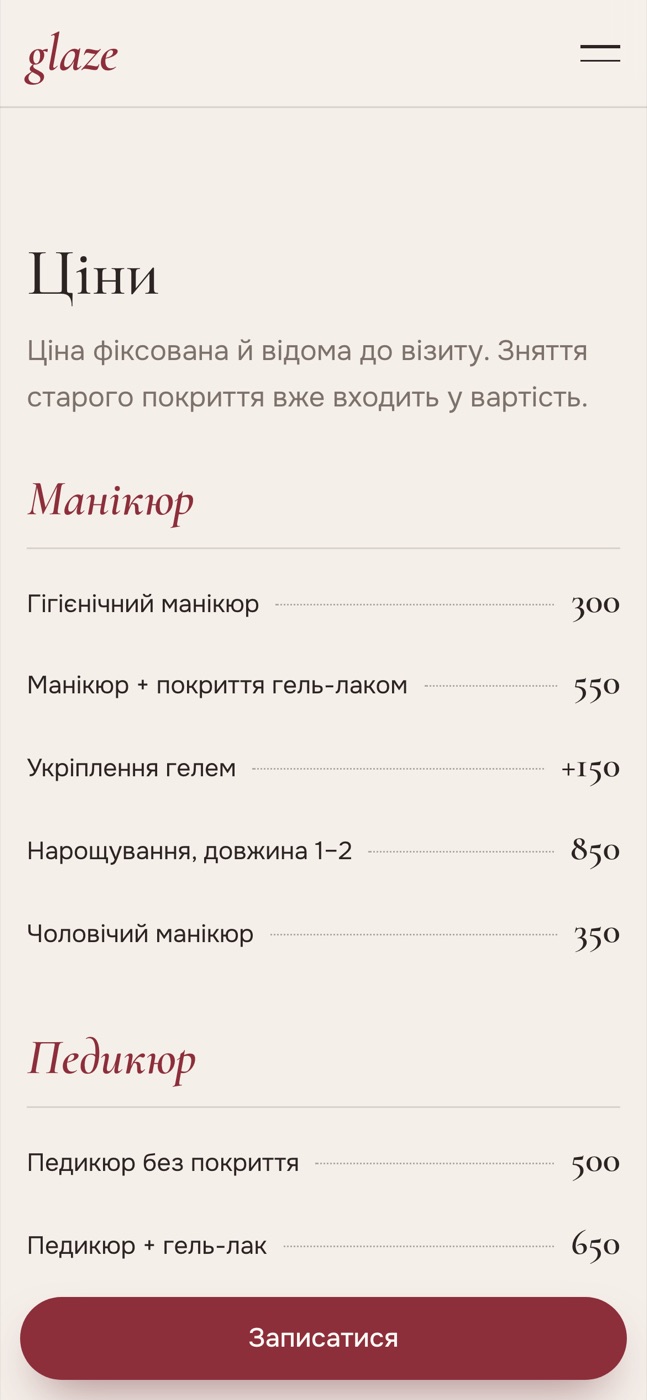 glaze
Ціни
Ціна фіксована й відома до візиту. Зняття
старого покриття вже входить у вартість.
Манікюр
Гігієнічний манікюр 300
Манікюр + покриття гель-лаком 550
Укріплення гелем +150
Нарощування, довжина 1–2 850
Чоловічий манікюр 350
Педикюр
Педикюр без покриття 500
Педикюр + гель-лак 650
Записатися